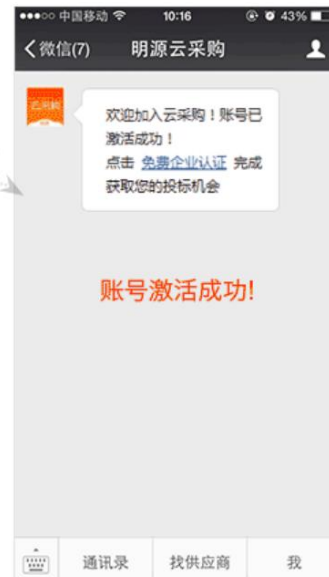 中国移动 10:16 43%
微信(7) 明源云采购
云采购
欢迎加入云采购！账号已
激活成功！
点击 免费企业认证 完成
获取您的投标机会
账号激活成功!
通讯录 找供应商 我